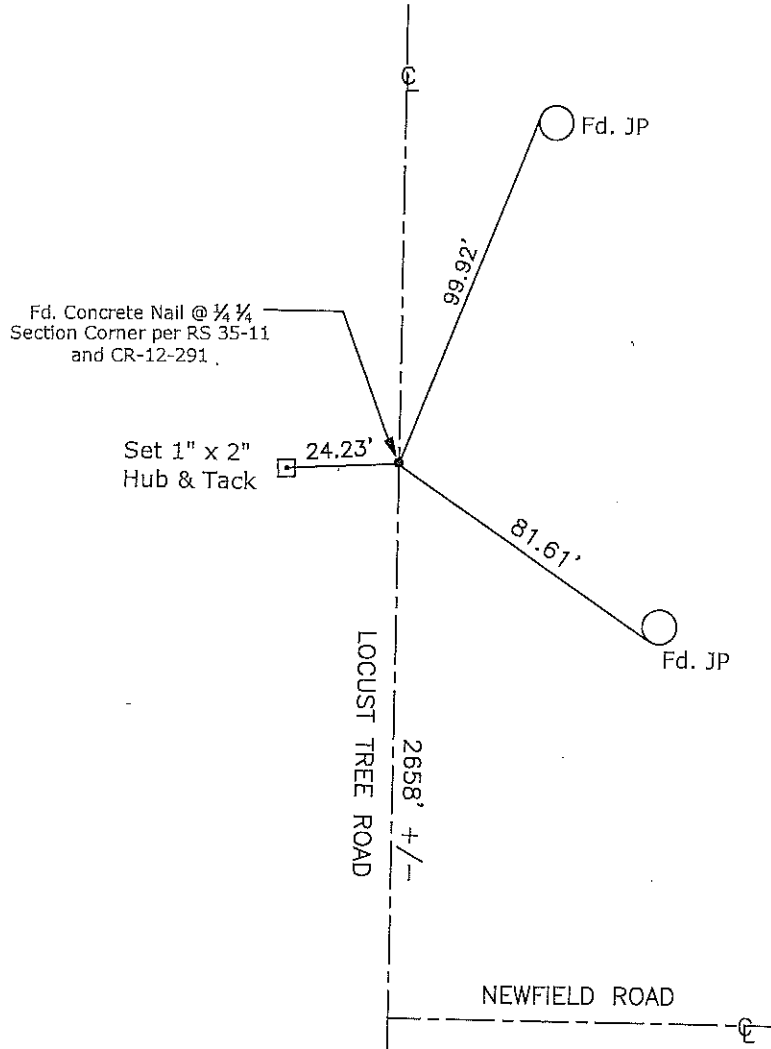 ℄
Fd. JP
99.92'
Fd. Concrete Nail @ ¼ ¼
Section Corner per RS 35-11
and CR-12-291
Set 1" x 2"
Hub & Tack
24.23'
81.61'
Fd. JP
LOCUST TREE ROAD
2658' +/-
NEWFIELD ROAD
℄